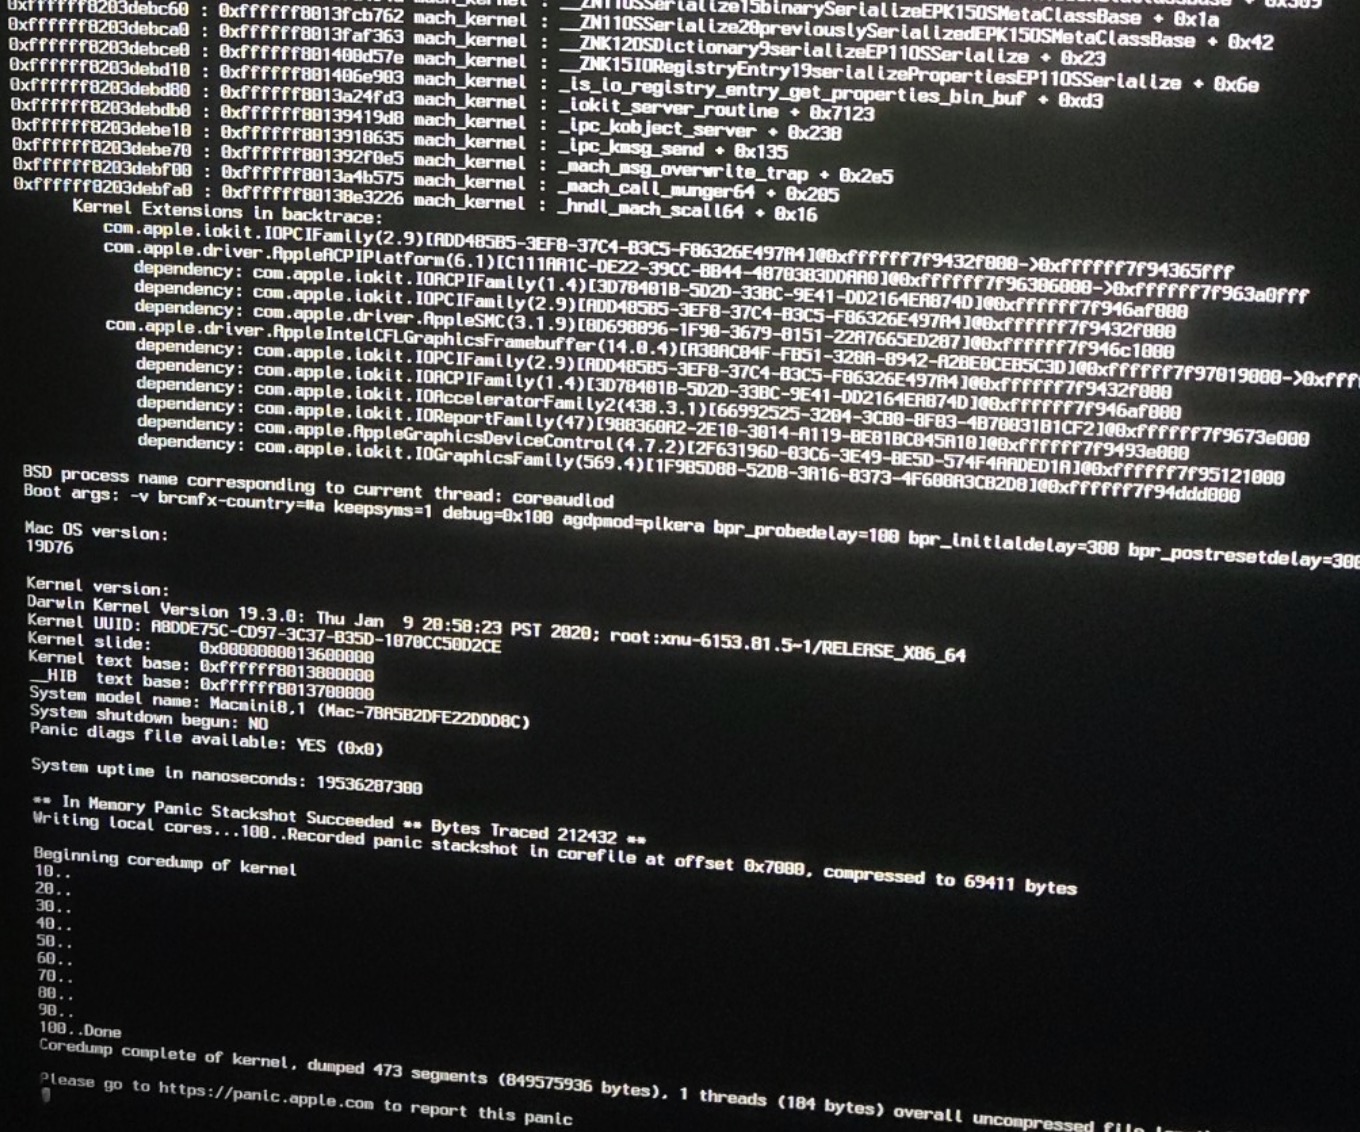 0xffffff8203debc60 : 0xffffff8013fcb762 mach_kernel : __ZN11OSSerialize15binarySerializeEPK15OSMetaClassBase + 0x1a
0xffffff8203debca0 : 0xffffff8013faf363 mach_kernel : __ZN11OSSerialize20previouslySerializedEPK15OSMetaClassBase + 0x42
0xffffff8203debce0 : 0xffffff801400d57e mach_kernel : __ZNK12OSDictionary9serializeEP11OSSerialize + 0x23
0xffffff8203debd10 : 0xffffff801406e903 mach_kernel : __ZNK15IORegistryEntry19serializePropertiesEP11OSSerialize + 0x6e
0xffffff8203debd80 : 0xffffff8013a24fd3 mach_kernel : _is_io_registry_entry_get_properties_bin_buf + 0xd3
0xffffff8203debdb0 : 0xffffff80139419d8 mach_kernel : _iokit_server_routine + 0x7123
0xffffff8203debe10 : 0xffffff8013918635 mach_kernel : _ipc_kobject_server + 0x238
0xffffff8203debe70 : 0xffffff801392f0e5 mach_kernel : _ipc_kmsg_send + 0x135
0xffffff8203debf00 : 0xffffff8013a4b575 mach_kernel : _mach_msg_overwrite_trap + 0x2e5
0xffffff8203debfa0 : 0xffffff80138e3226 mach_kernel : _mach_call_munger64 + 0x205
mach_kernel : _hndl_mach_scall64 + 0x16
Kernel Extensions in backtrace:
com.apple.iokit.IOPCIFamily(2.9)[ADD485B5-3EF8-37C4-B3C5-F86326E497A4]@0xffffff7f9432f000->0xffffff7f94365fff
com.apple.driver.AppleACPIPlatform(6.1)[C111AA1C-DE22-39CC-BB44-4870383DDAA0]@0xffffff7f96306000->0xffffff7f963a0fff
dependency: com.apple.iokit.IOACPIFamily(1.4)[3D78401B-5D2D-33BC-9E41-DD2164EA874D]@0xffffff7f946af000
dependency: com.apple.iokit.IOPCIFamily(2.9)[ADD485B5-3EF8-37C4-B3C5-F86326E497A4]@0xffffff7f9432f000
dependency: com.apple.driver.AppleSMC(3.1.9)[8D698096-1F90-3679-8151-22A7665ED287]@0xffffff7f946c1000
com.apple.driver.AppleIntelCFLGraphicsFramebuffer(14.0.4)[A30AC84F-FB51-320A-8942-A2BE0CEB5C3D]@0xffffff7f97019000->0xfff
dependency: com.apple.iokit.IOPCIFamily(2.9)[ADD485B5-3EF8-37C4-B3C5-F86326E497A4]@0xffffff7f9432f000
dependency: com.apple.iokit.IOACPIFamily(1.4)[3D78401B-5D2D-33BC-9E41-DD2164EA874D]@0xffffff7f946af000
dependency: com.apple.iokit.IOAcceleratorFamily2(438.3.1)[66992525-3204-3CB0-8F03-4B70031B1CF2]@0xffffff7f9673e000
dependency: com.apple.iokit.IOReportFamily(47)[988360A2-2E10-3014-A119-BE81BC045A10]@0xffffff7f9493e000
dependency: com.apple.AppleGraphicsDeviceControl(4.7.2)[2F63196D-03C6-3E49-BE5D-574F4AADED1A]@0xffffff7f95121000
dependency: com.apple.iokit.IOGraphicsFamily(569.4)[1F9B5D88-52DB-3A16-8373-4F608A3CB2D8]@0xffffff7f94ddd000
BSD process name corresponding to current thread: coreaudiod
Boot args: -v brcmfx-country=#a keepsyms=1 debug=0x100 agdpmod=pikera bpr_probedelay=100 bpr_initialdelay=300 bpr_postresetdelay=300
Mac OS version:
19D76
Kernel version:
Darwin Kernel Version 19.3.0: Thu Jan  9 20:58:23 PST 2020; root:xnu-6153.81.5~1/RELEASE_X86_64
Kernel UUID: A8DDE75C-CD97-3C37-B35D-1070CC50D2CE
Kernel slide:     0x0000000013600000
Kernel text base: 0xffffff8013800000
__HIB  text base: 0xffffff8013700000
System model name: Macmini8,1 (Mac-7BA5B2DFE22DDD8C)
System shutdown begun: NO
Panic diags file available: YES (0x0)
System uptime in nanoseconds: 19536287300
** In Memory Panic Stackshot Succeeded ** Bytes Traced 212432 **
Writing local cores...100..Recorded panic stackshot in corefile at offset 0x7000, compressed to 69411 bytes
Beginning coredump of kernel
10..
20..
30..
40..
50..
60..
70..
80..
90..
100..Done
Coredump complete of kernel, dumped 473 segments (849575936 bytes), 1 threads (184 bytes) overall uncompressed file
Please go to https://panic.apple.com to report this panic